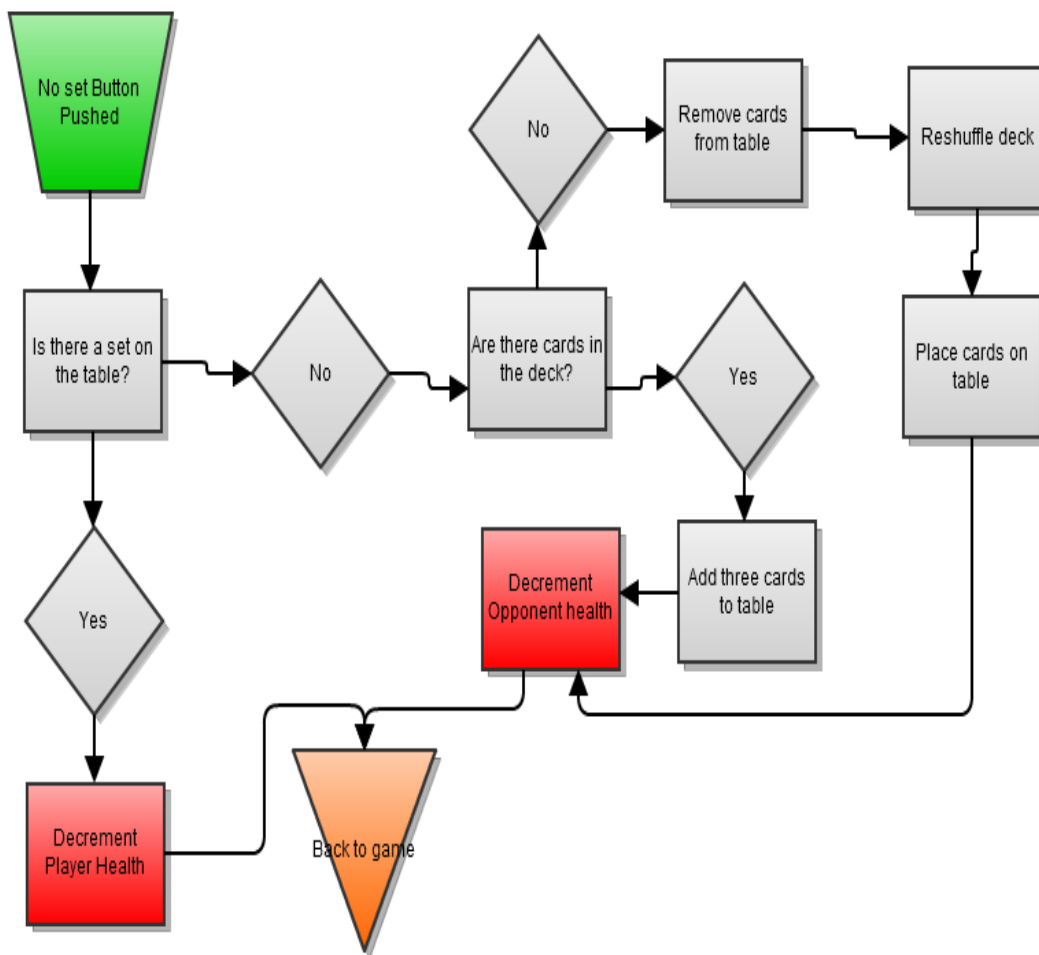 No set Button
Pushed
No
Remove cards
from table
Reshuffle deck
Is there a set on
the table?
No
Are there cards in
the deck?
Yes
Place cards on
table
Yes
Decrement
Opponent health
Add three cards
to table
Decrement
Player Health
Back to game